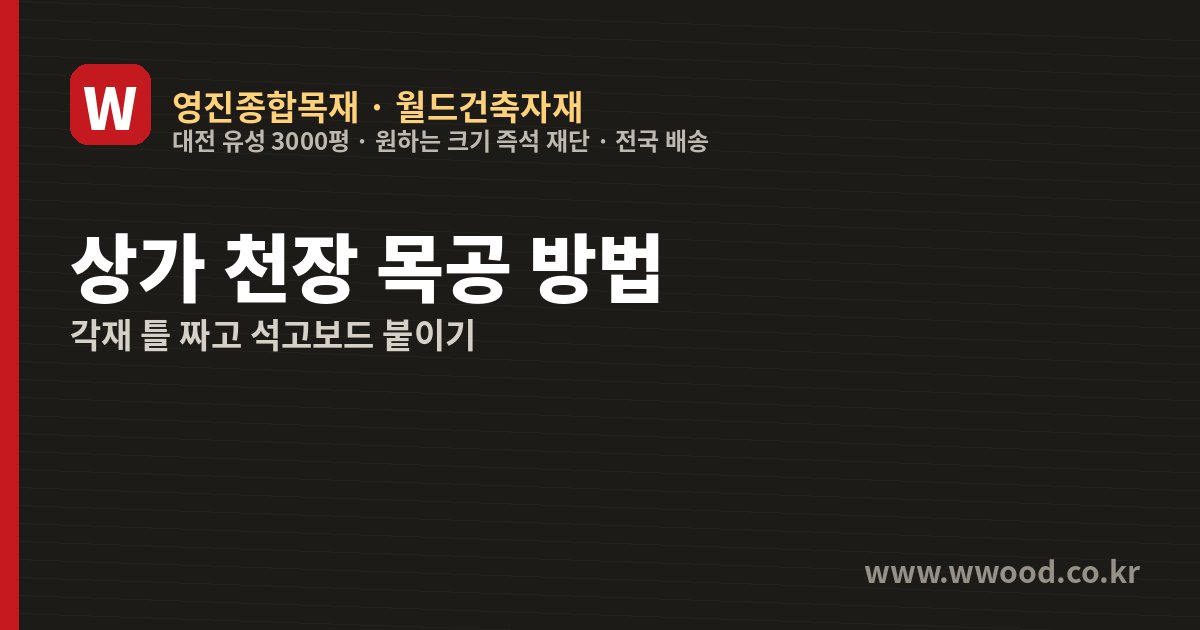 W
영진종합목재 · 월드건축자재
대전 유성 3000평 · 원하는 크기 즉석 재단 · 전국 배송
상가 천장 목공 방법
각재 틀 짜고 석고보드 붙이기
www.wwood.co.kr